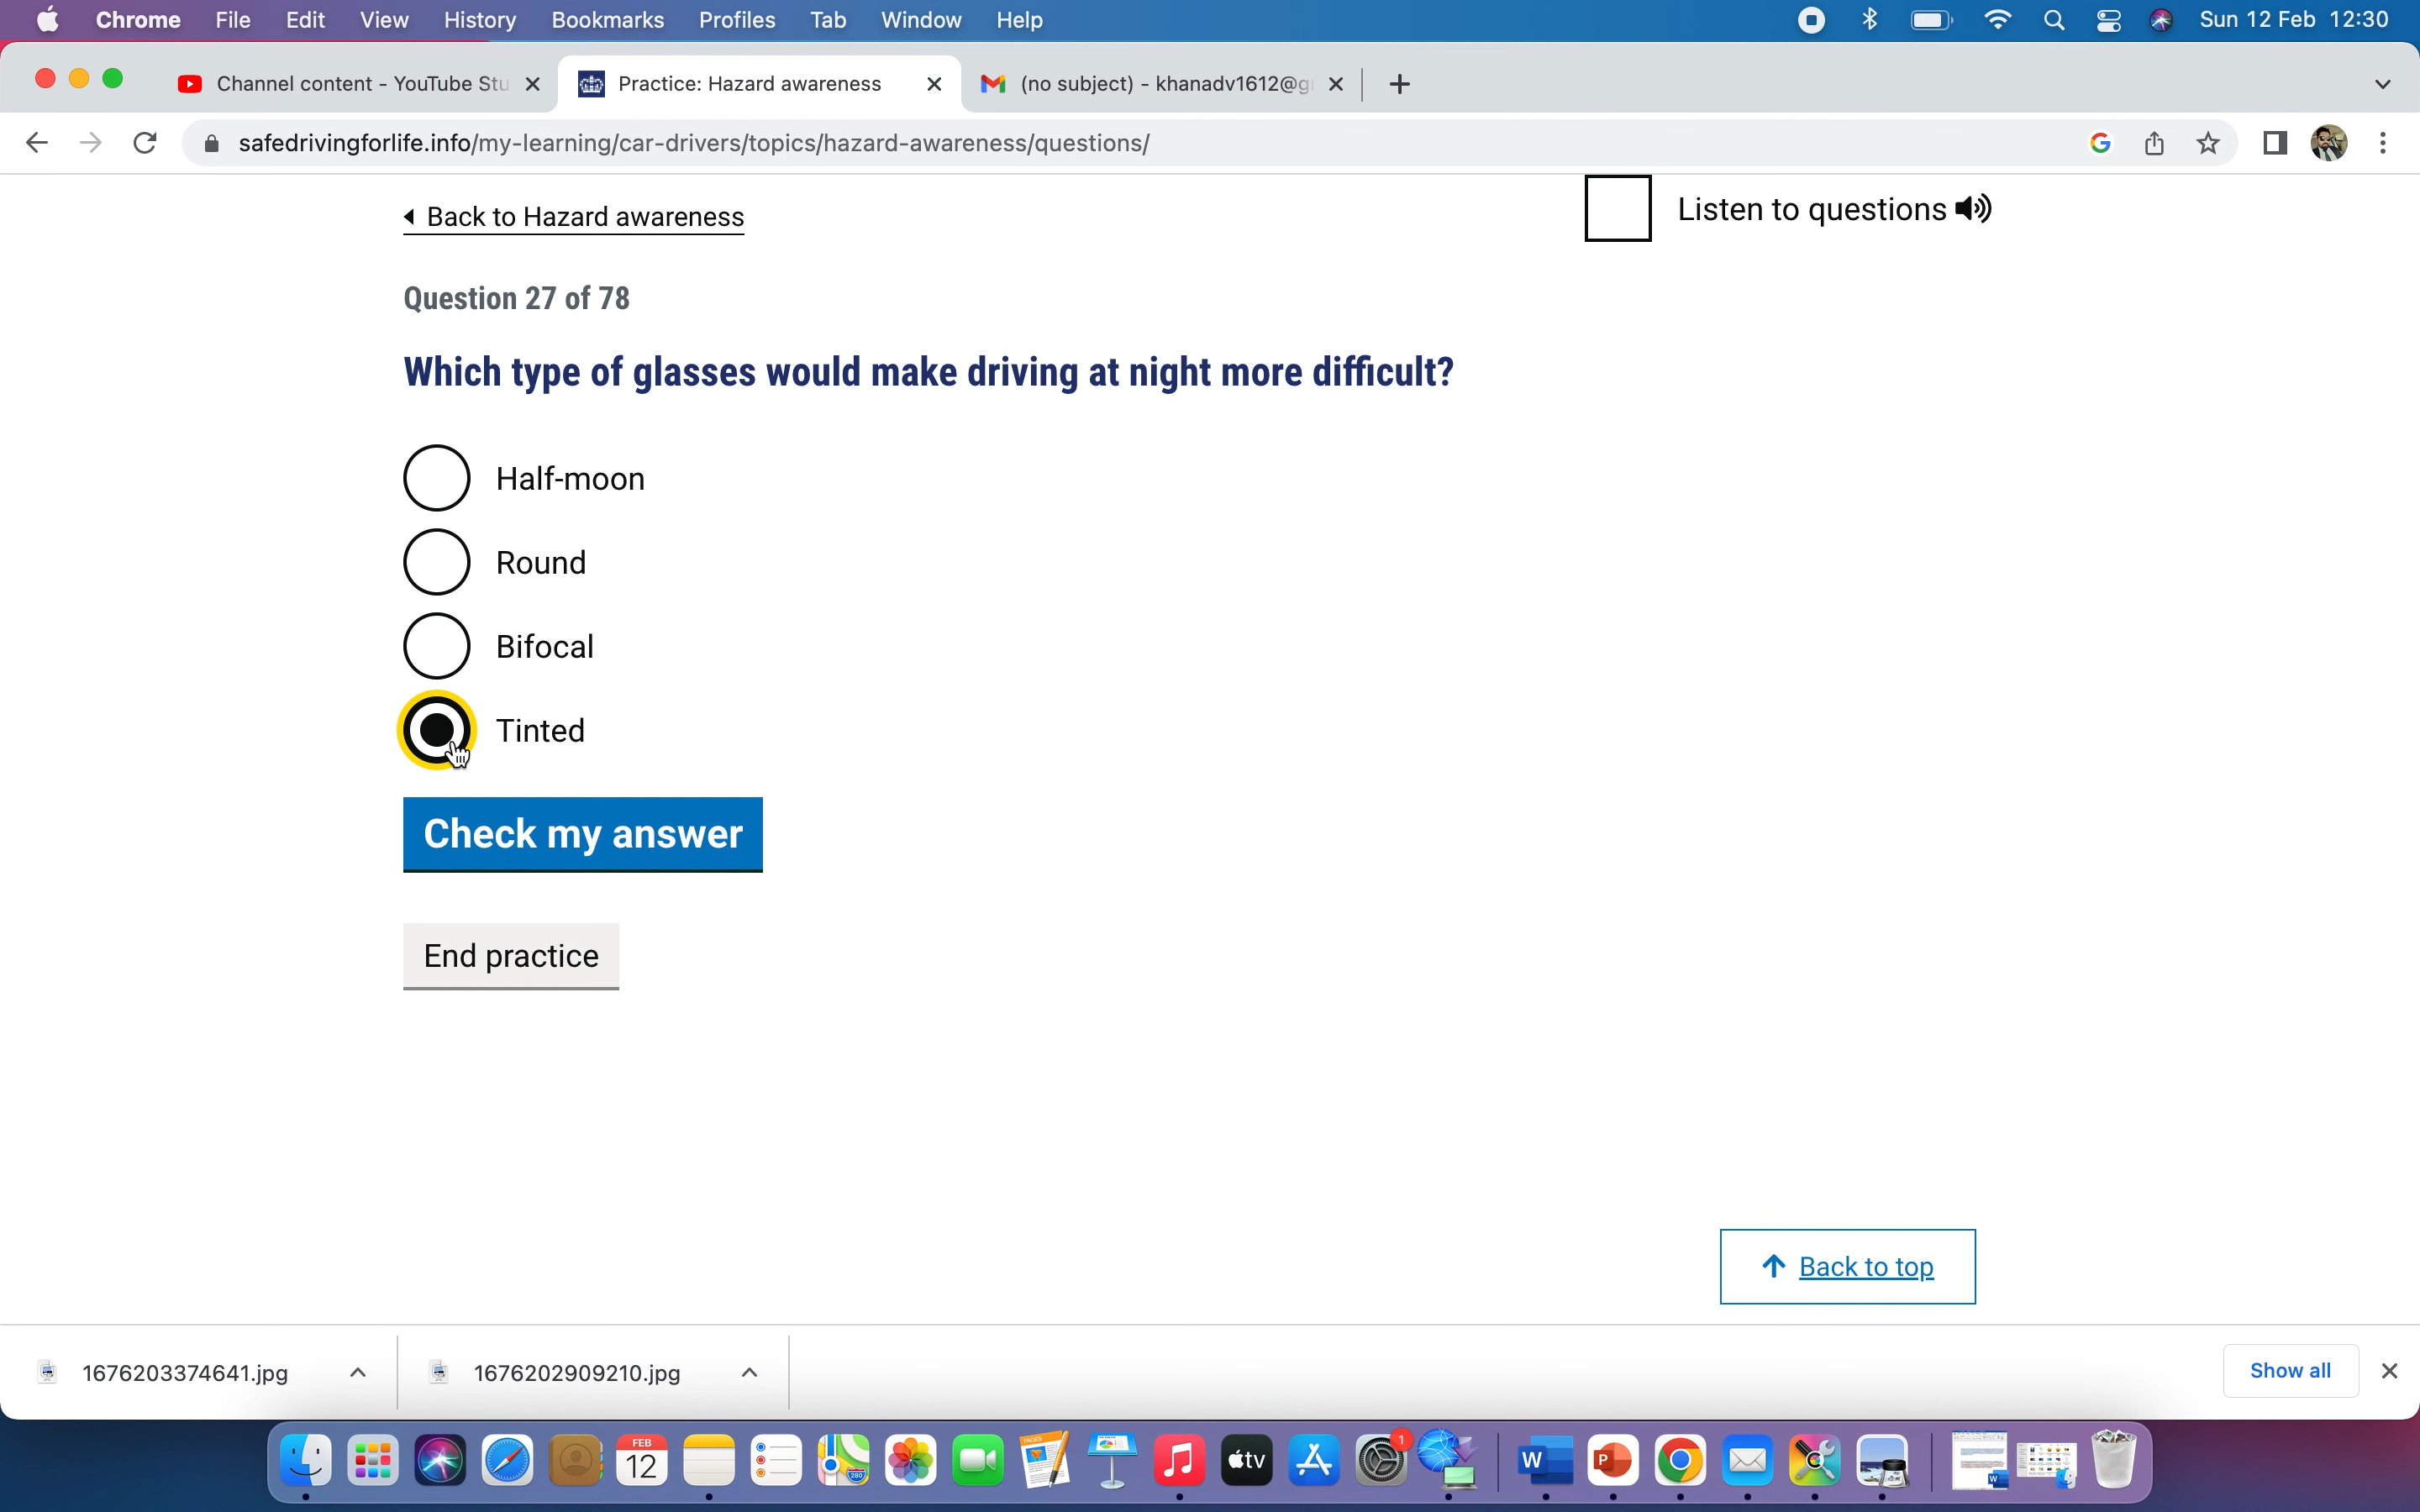 Chrome File Edit View History Bookmarks Profiles Tab Window Help Sun 12 Feb 12:30
Channel content - YouTube Stu Practice: Hazard awareness (no subject) - khanadv1612@g
safedrivingforlife.info/my-learning/car-drivers/topics/hazard-awareness/questions/
Back to Hazard awareness
Listen to questions
Question 27 of 78
Which type of glasses would make driving at night more difficult?
Half-moon
Round
Bifocal
Tinted
Check my answer
End practice
Back to top
1676203374641.jpg 1676202909210.jpg Show all
FEB
12
PAGES
280
tv
1
W
P
W